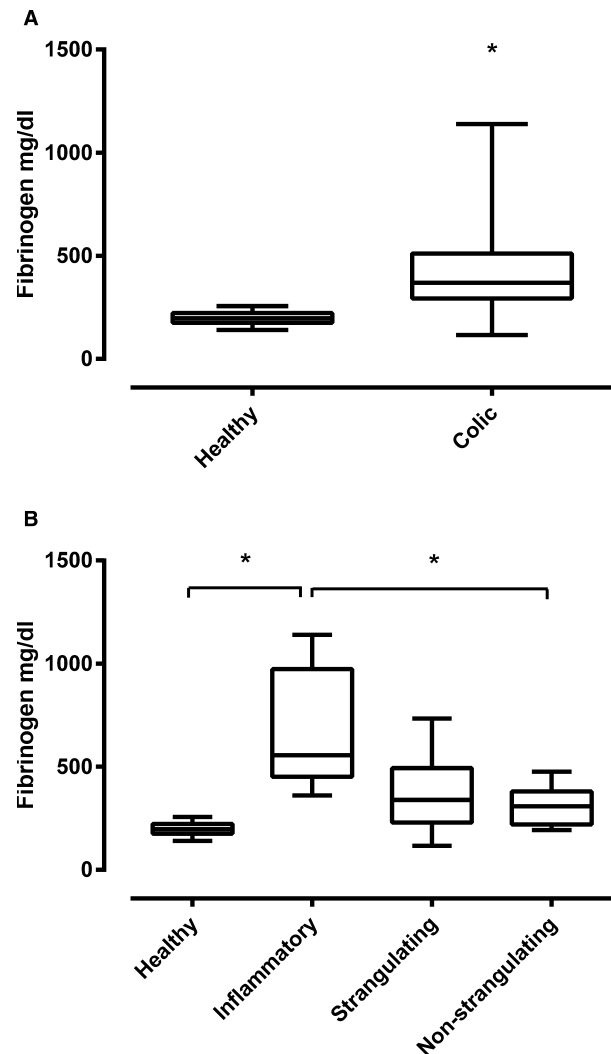 A
Fibrinogen mg/dl
1500
1000
500
0
*
Healthy
Colic
B
Fibrinogen mg/dl
1500
1000
500
0
*
*
Healthy
Inflammatory
Strangulating
Non-strangulating